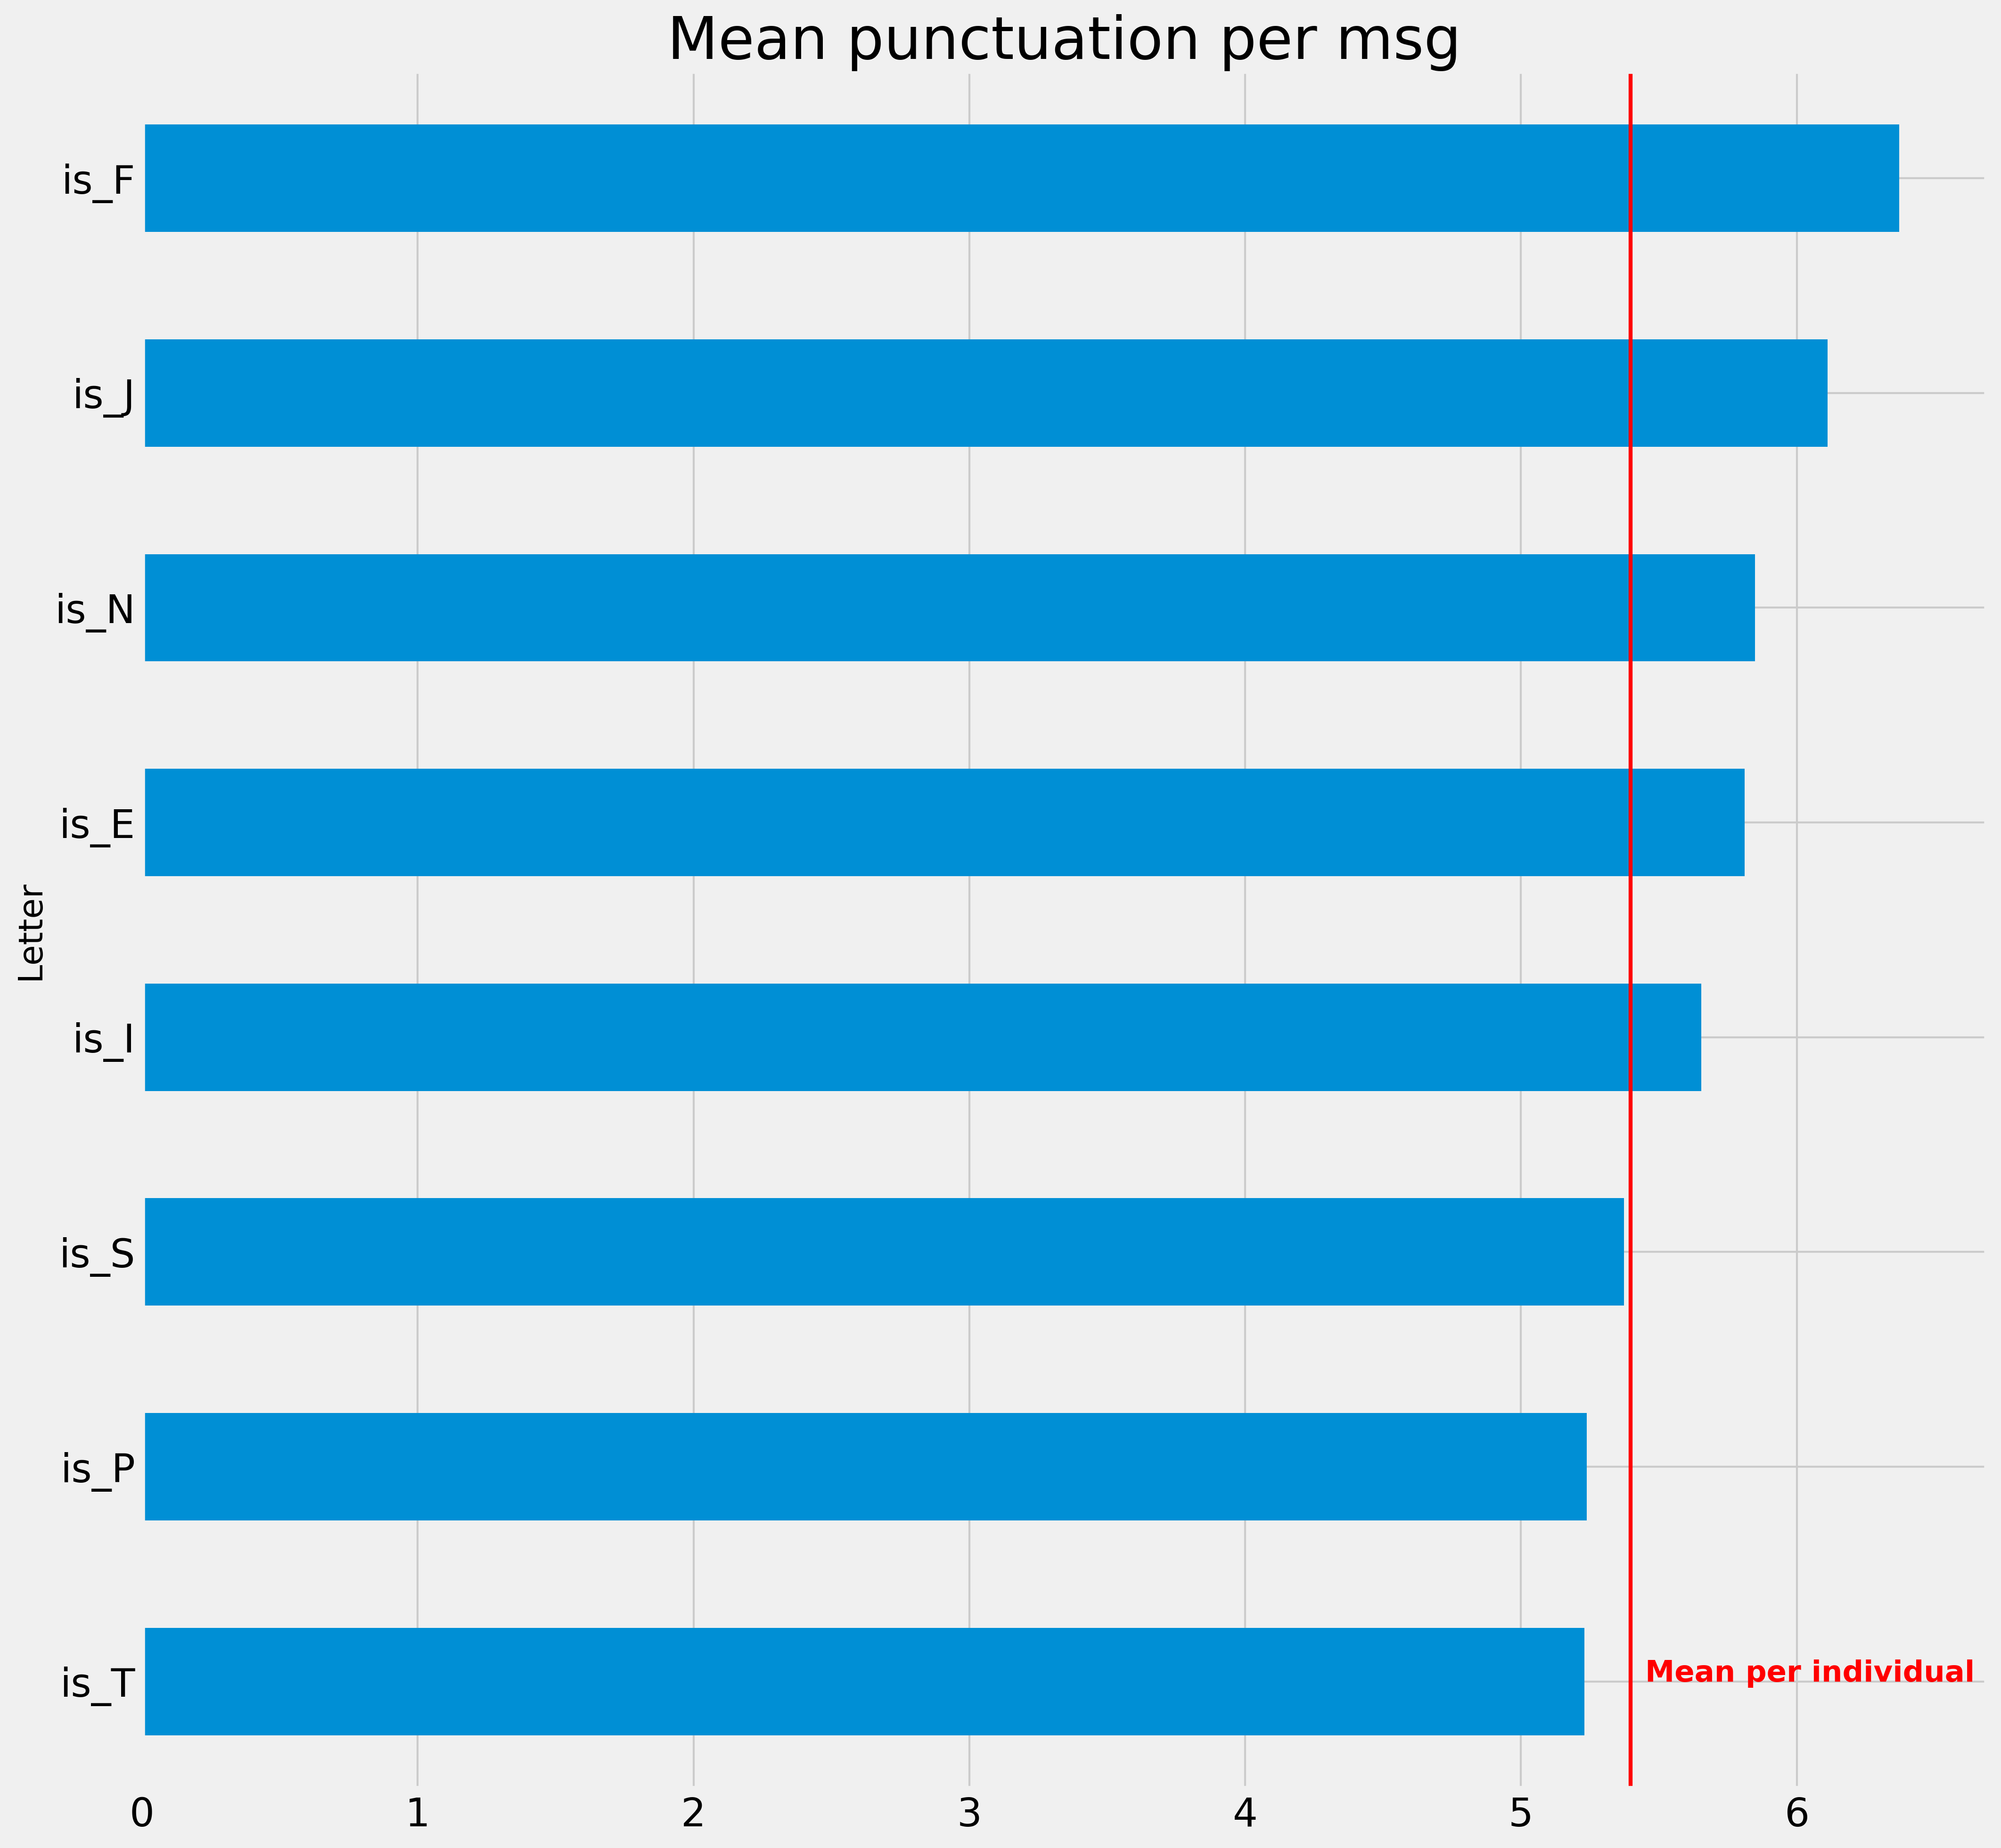 Mean punctuation per msg
is_F
is_J
is_N
is_E
Letter
is_I
is_S
is_P
is_T
Mean per individual
0 1 2 3 4 5 6